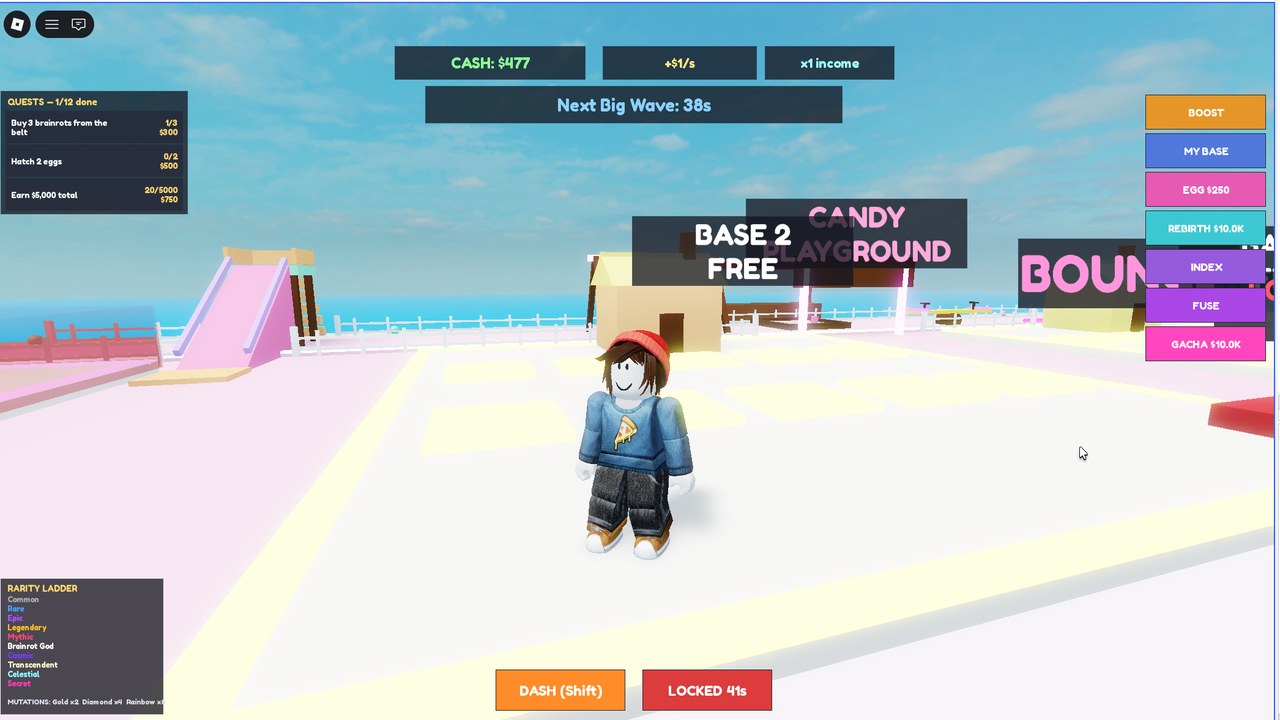 CASH: $477
+$1/s
x1 income
Next Big Wave: 38s
QUESTS — 1/12 done
Buy 3 brainrots from the
belt
1/3
$300
Hatch 2 eggs
0/2
$500
Earn $5,000 total
20/5000
$750
BOOST
MY BASE
EGG $250
REBIRTH $10.0K
INDEX
FUSE
GACHA $10.0K
BASE 2
FREE
CANDY
PLAYGROUND
BOUN
RARITY LADDER
Common
Rare
Epic
Legendary
Mythic
Brainrot God
Cosmic
Transcendent
Celestial
Secret
MUTATIONS: Gold x2 Diamond x4 Rainbow x
DASH (Shift)
LOCKED 41s